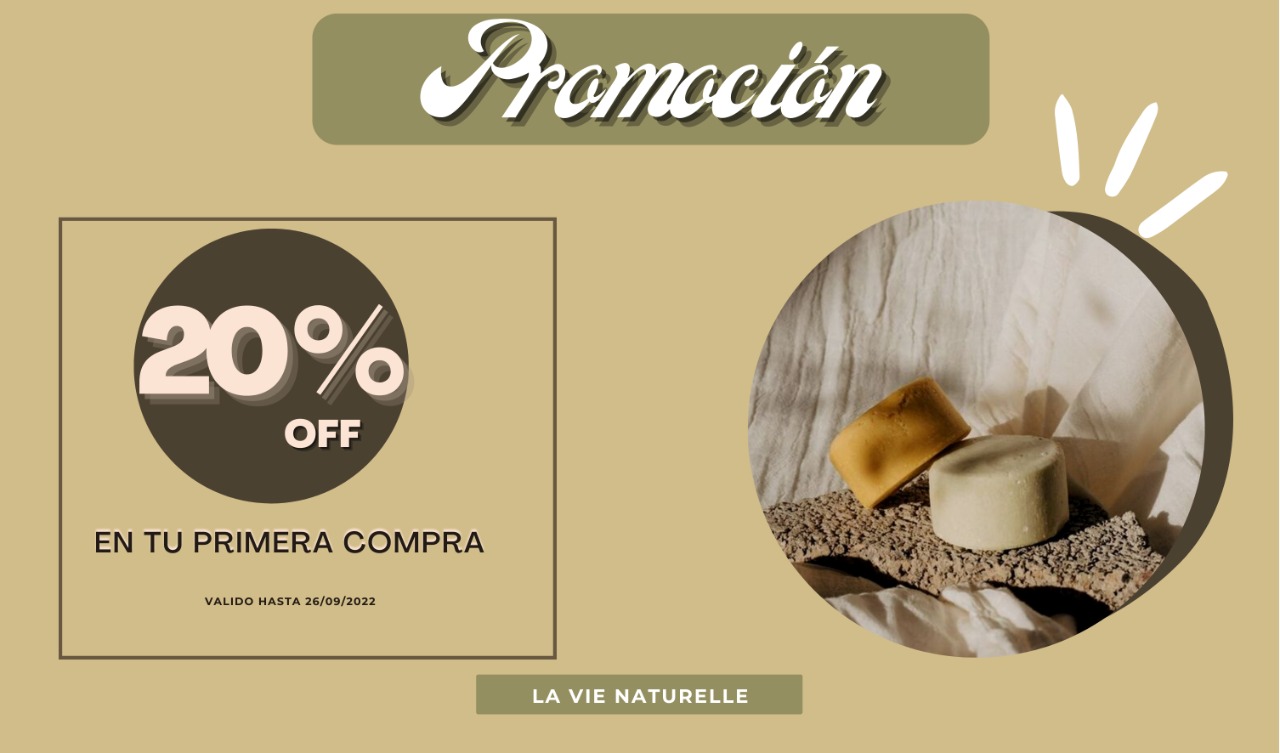 Promoción
20%
OFF
EN TU PRIMERA COMPRA
VALIDO HASTA 26/09/2022
LA VIE NATURELLE